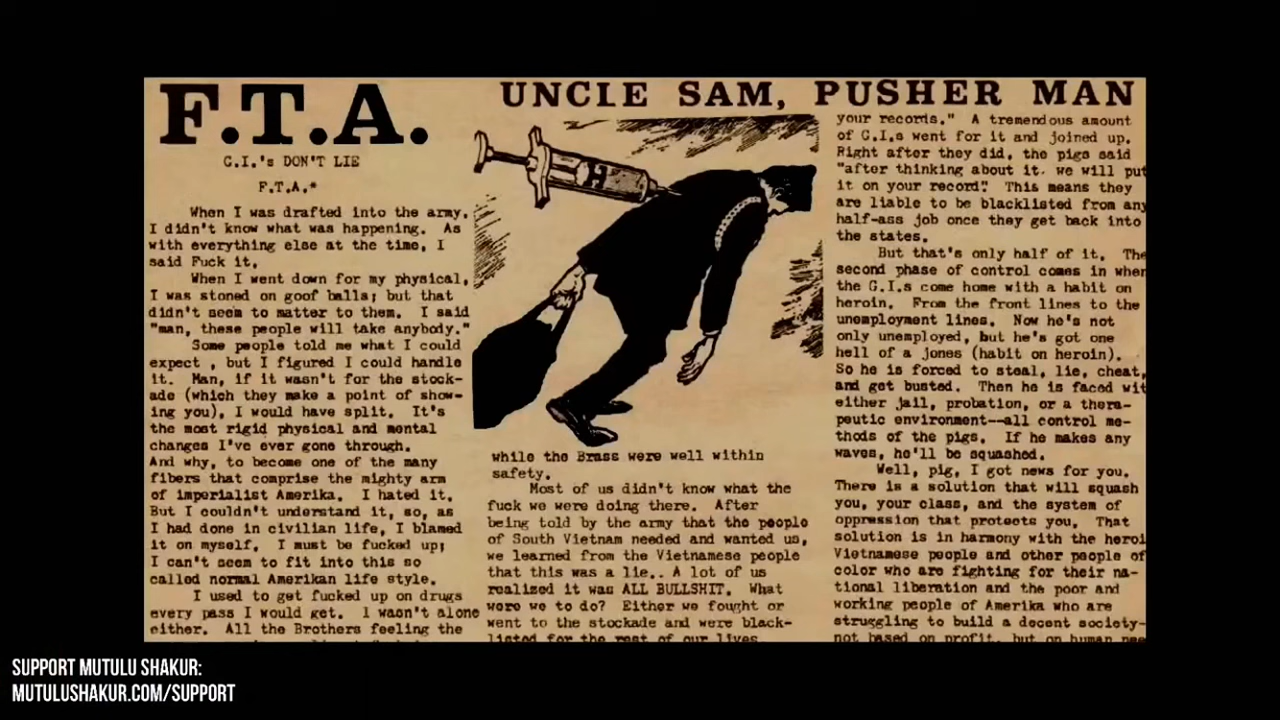 F.T.A.
G.I.'s DON'T LIE
F.T.A.*
When I was drafted into the army,
I didn't know what was happening. As
with everything else at the time, I
said Fuck it.
When I went down for my physical,
I was stoned on goof balls; but that
didn't seem to matter to them. I said
"man, these people will take anybody."
Some people told me what I could
expect , but I figured I could handle
it. Man, if it wasn't for the stock-
ade (which they make a point of show-
ing you), I would have split. It's
the most rigid physical and mental
changes I've ever gone through.
And why, to become one of the many
fibers that comprise the mighty arm
of imperialist Amerika. I hated it.
But I couldn't understand it, so, as
I had done in civilian life, I blamed
it on myself. I must be fucked up;
I can't seem to fit into this so
called normal Amerikan life style.
I used to get fucked up on drugs
every pass I would get. I wasn't alone
either. All the Brothers feeling the
UNCLE SAM, PUSHER MAN
H
while the Brass were well within
safety.
Most of us didn't know what the
fuck we were doing there. After
being told by the army that the people
of South Vietnam needed and wanted us,
we learned from the Vietnamese people
that this was a lie.. A lot of us
realized it was ALL BULLSHIT. What
were we to do? Either we fought or
went to the stockade and were black-
listed for the rest of our lives
your records." A tremendous amount
of G.I.s went for it and joined up.
Right after they did, the pigs said
"after thinking about it. we will put
it on your record". This means they
are liable to be blacklisted from any
half-ass job once they get back into
the states.
But that's only half of it. The
second phase of control comes in when
the G.I.s come home with a habit on
heroin. From the front lines to the
unemployment lines. Now he's not
only unemployed, but he's got one
hell of a jones (habit on heroin).
So he is forced to steal, lie, cheat,
and get busted. Then he is faced wit
either jail, probation, or a thera-
peutic environment--all control me-
thods of the pigs. If he makes any
waves, he'll be squashed.
Well, pig, I got news for you.
There is a solution that will squash
you, your class, and the system of
oppression that protects you. That
solution is in harmony with the heroi
Vietnamese people and other people of
color who are fighting for their na-
tional liberation and the poor and
working people of Amerika who are
struggling to build a decent society-
not based on profit, but on human nee
SUPPORT MUTULU SHAKUR:
MUTULUSHAKUR.COM/SUPPORT